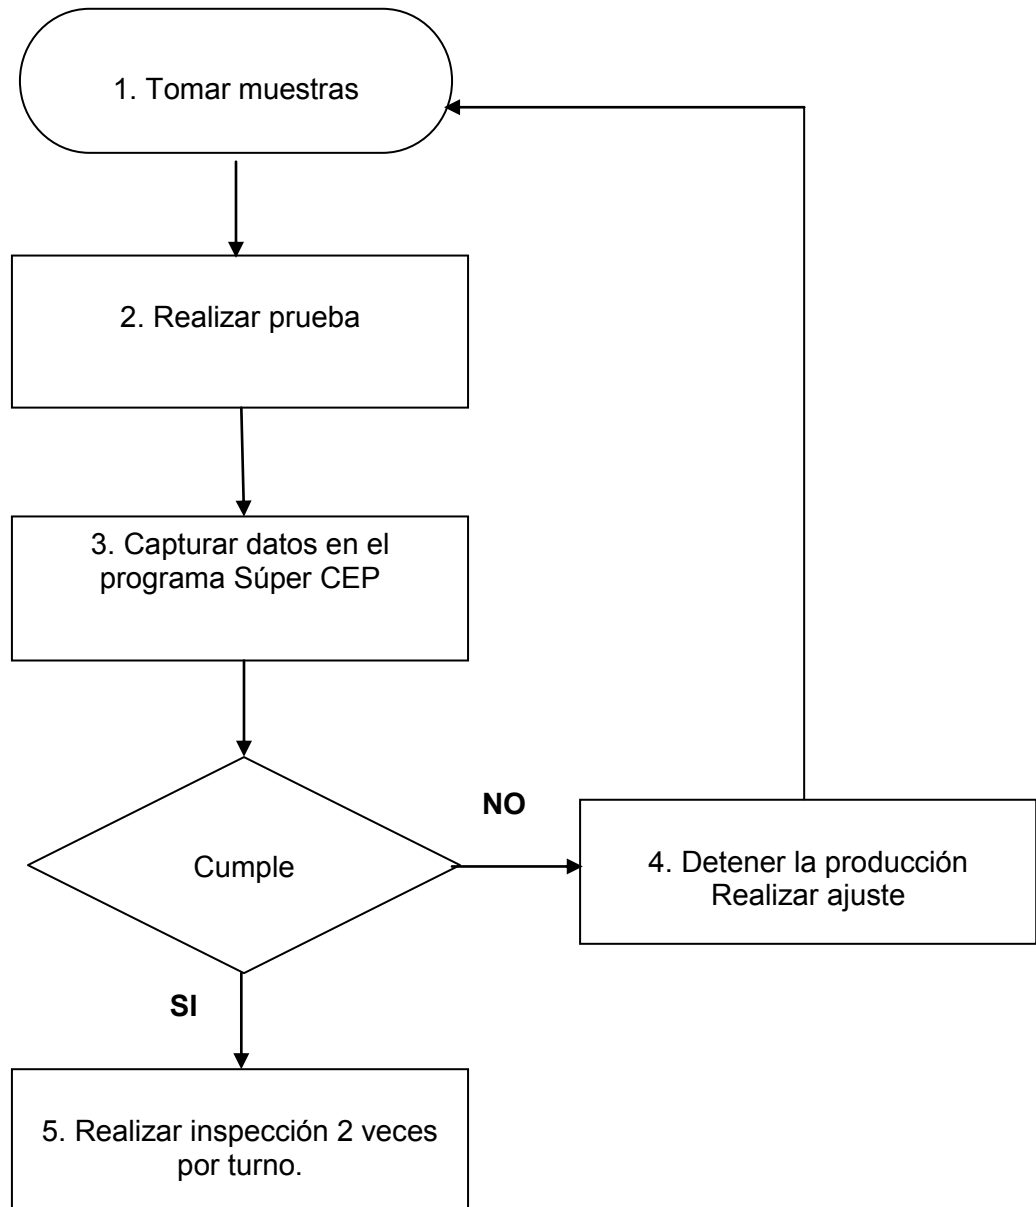 1. Tomar muestras
2. Realizar prueba
3. Capturar datos en el
programa Súper CEP
NO
Cumple
4. Detener la producción
Realizar ajuste
SI
5. Realizar inspección 2 veces
por turno.